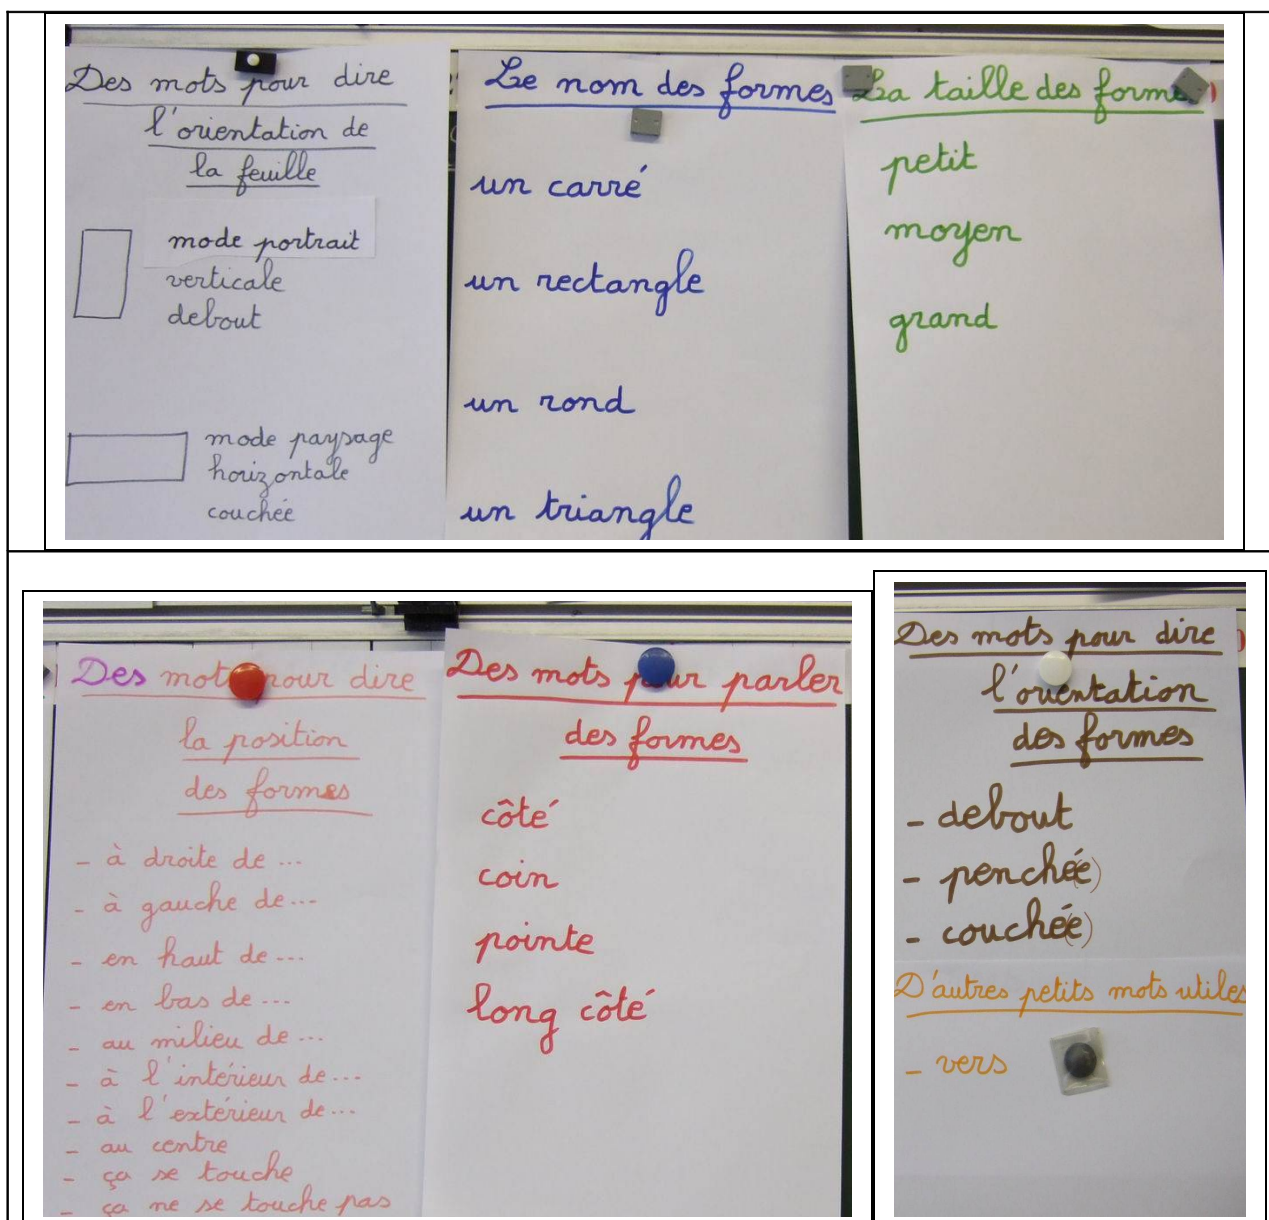 Des mots pour dire
l'orientation de
la feuille
mode portrait
verticale
debout
mode paysage
horizontale
couchée
Le nom des formes
un carré
un rectangle
un rond
un triangle
La taille des formes
petit
moyen
grand
Des mots pour dire
la position
des formes
- à droite de ...
- à gauche de ...
- en haut de ...
- en bas de ...
- au milieu de ...
- à l'intérieur de ...
- à l'extérieur de ...
- au centre
- ça se touche
- ça ne se touche pas
Des mots pour parler
des formes
côté
coin
pointe
long côté
Des mots pour dire
l'orientation
des formes
- debout
- penché(e)
- couché(e)
D'autres petits mots utiles
- vers